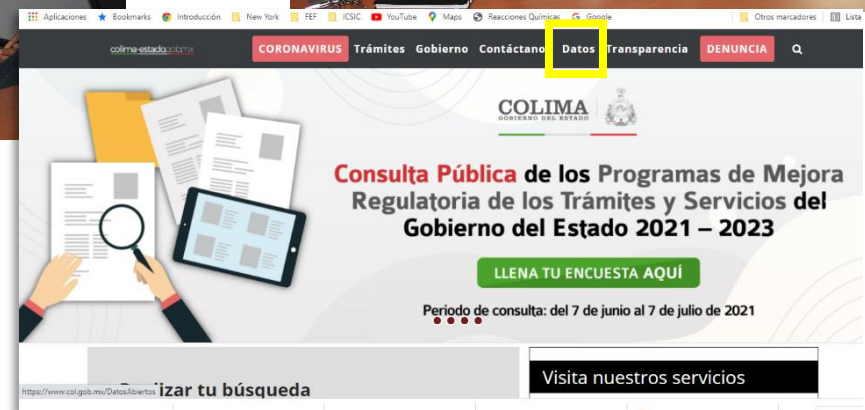 Aplicaciones Bookmarks Introducción New York FEF ICSIC YouTube Maps Reacciones Químicas Google Otros marcadores Lista
colima-estado.gob.mx CORONAVIRUS Trámites Gobierno Contáctano Datos Transparencia DENUNCIA
COLIMA
GOBIERNO DEL ESTADO
Consulta Pública de los Programas de Mejora
Regulatoria de los Trámites y Servicios del
Gobierno del Estado 2021 – 2023
LLENA TU ENCUESTA AQUÍ
Periodo de consulta: del 7 de junio al 7 de julio de 2021
izar tu búsqueda
Visita nuestros servicios
https://www.col.gob.mx/DatosAbiertos